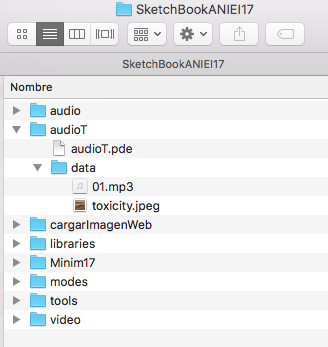 SketchBookANIEI17
SketchBookANIEI17
Nombre
audio
audioT
audioT.pde
data
01.mp3
toxicity.jpeg
cargarImagenWeb
libraries
Minim17
modes
tools
video